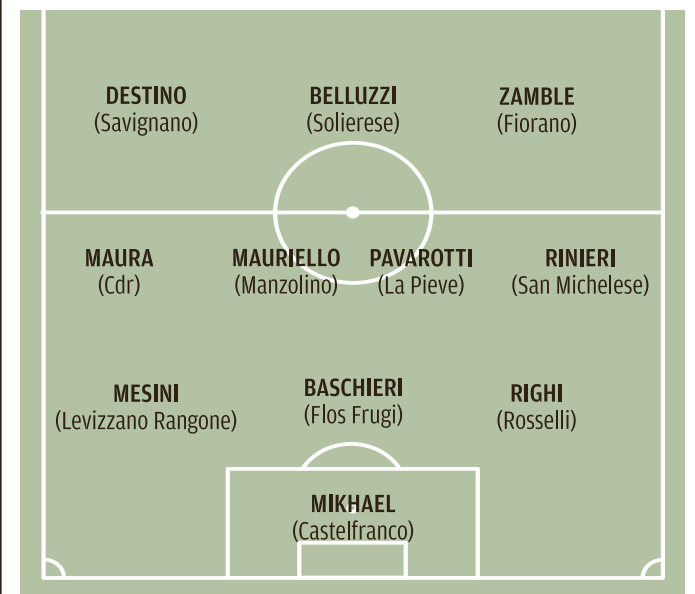 DESTINO
(Savignano)
BELLUZZI
(Solierese)
ZAMBLE
(Fiorano)
MAURA
(Cdr)
MAURIELLO
(Manzolino)
PAVAROTTI
(La Pieve)
RINIERI
(San Michelese)
MESINI
(Levizzano Rangone)
BASCHIERI
(Flos Frugi)
RIGHI
(Rosselli)
MIKHAEL
(Castelfranco)